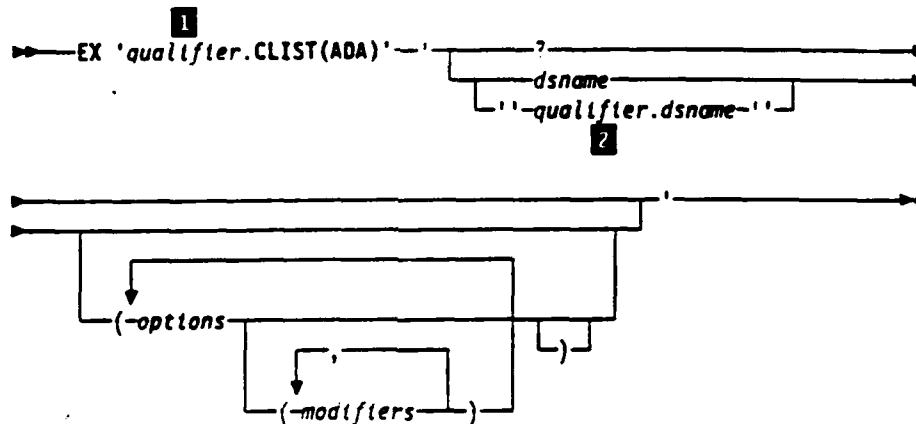 1
EX 'qualifier.CLIST(ADA)' '
?
dsname
''qualifier.dsname''
2
'
(options
)
,
(modifiers )